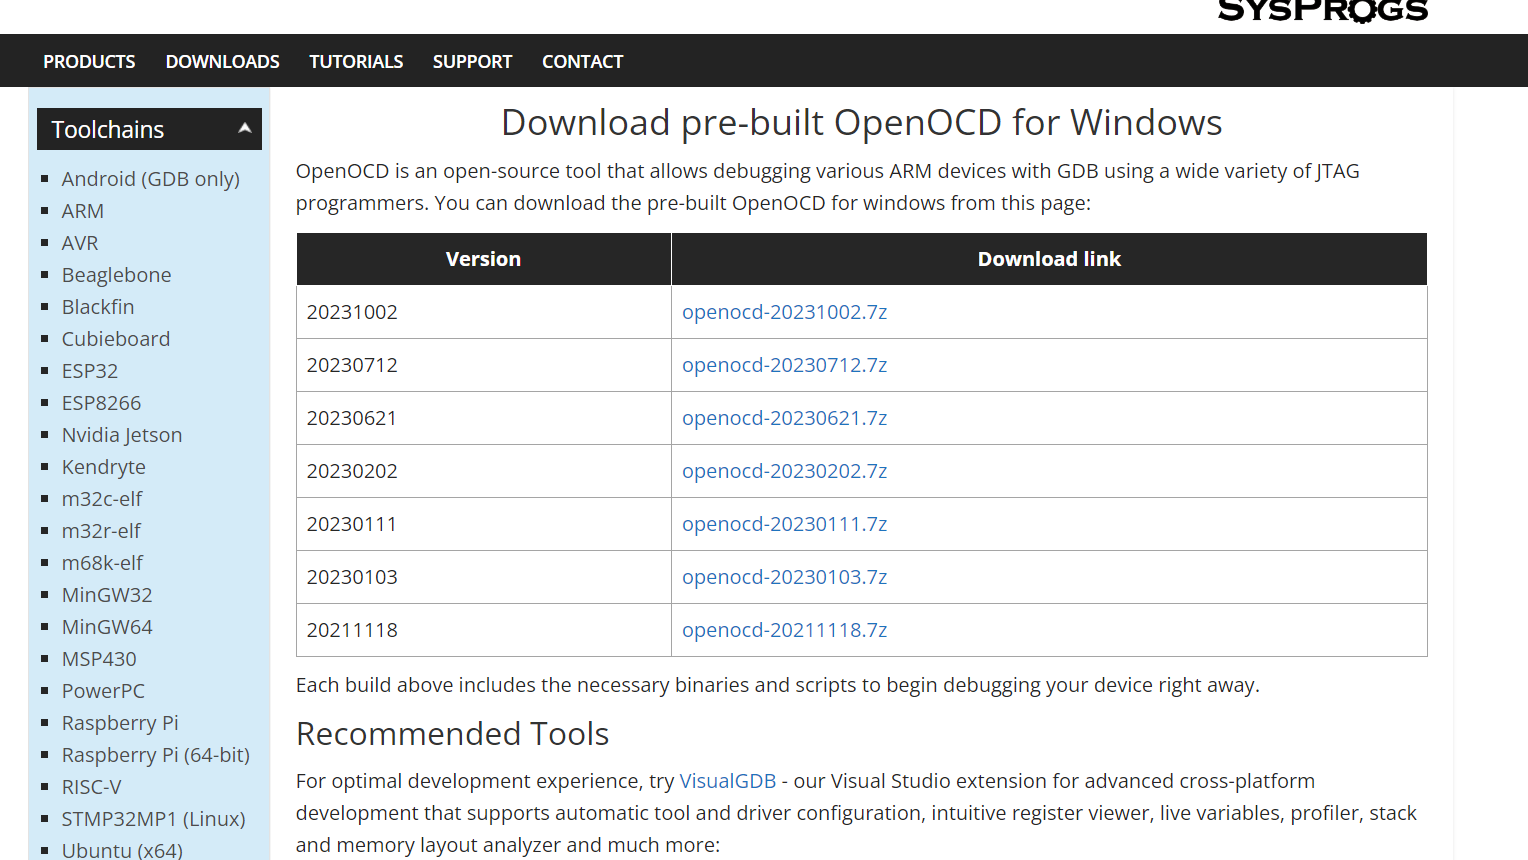 SYSPROGS
PRODUCTS DOWNLOADS TUTORIALS SUPPORT CONTACT
Toolchains
Android (GDB only)
ARM
AVR
Beaglebone
Blackfin
Cubieboard
ESP32
ESP8266
Nvidia Jetson
Kendryte
m32c-elf
m32r-elf
m68k-elf
MinGW32
MinGW64
MSP430
PowerPC
Raspberry Pi
Raspberry Pi (64-bit)
RISC-V
STMP32MP1 (Linux)
Ubuntu (x64)
Download pre-built OpenOCD for Windows
OpenOCD is an open-source tool that allows debugging various ARM devices with GDB using a wide variety of JTAG
programmers. You can download the pre-built OpenOCD for windows from this page:
Version Download link
20231002 openocd-20231002.7z
20230712 openocd-20230712.7z
20230621 openocd-20230621.7z
20230202 openocd-20230202.7z
20230111 openocd-20230111.7z
20230103 openocd-20230103.7z
20211118 openocd-20211118.7z
Each build above includes the necessary binaries and scripts to begin debugging your device right away.
Recommended Tools
For optimal development experience, try VisualGDB - our Visual Studio extension for advanced cross-platform
development that supports automatic tool and driver configuration, intuitive register viewer, live variables, profiler, stack
and memory layout analyzer and much more: